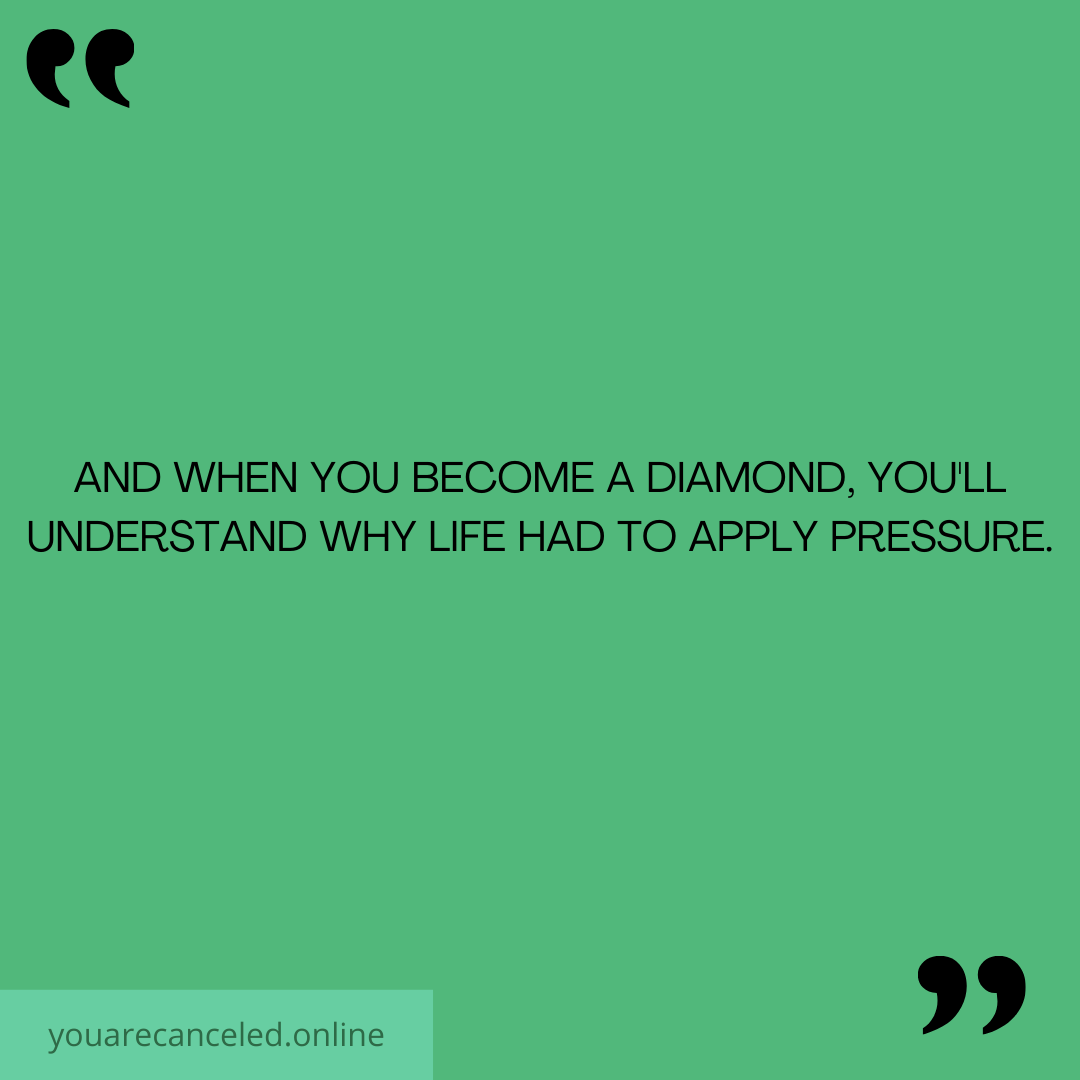 AND WHEN YOU BECOME A DIAMOND, YOU'LL
UNDERSTAND WHY LIFE HAD TO APPLY PRESSURE.
youarecanceled.online